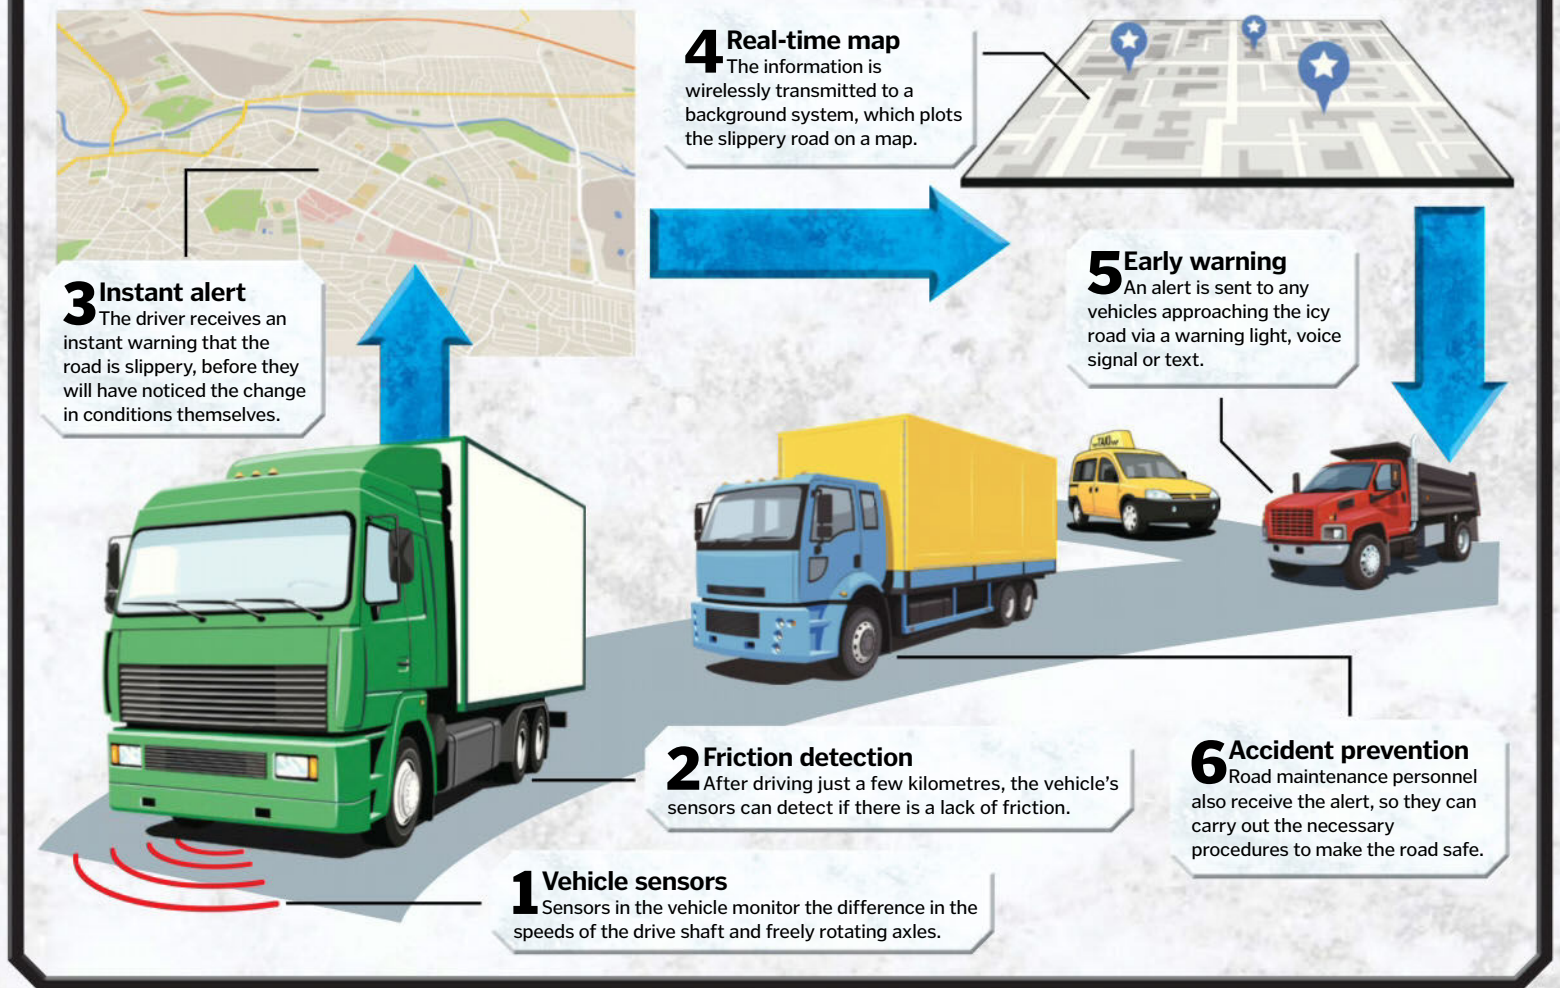 4 Real-time map
The information is
wirelessly transmitted to a
background system, which plots
the slippery road on a map.
3 Instant alert
The driver receives an
instant warning that the
road is slippery, before they
will have noticed the change
in conditions themselves.
5 Early warning
An alert is sent to any
vehicles approaching the icy
road via a warning light, voice
signal or text.
TAXI
2 Friction detection
After driving just a few kilometres, the vehicle's
sensors can detect if there is a lack of friction.
6 Accident prevention
Road maintenance personnel
also receive the alert, so they can
carry out the necessary
procedures to make the road safe.
1 Vehicle sensors
Sensors in the vehicle monitor the difference in the
speeds of the drive shaft and freely rotating axles.